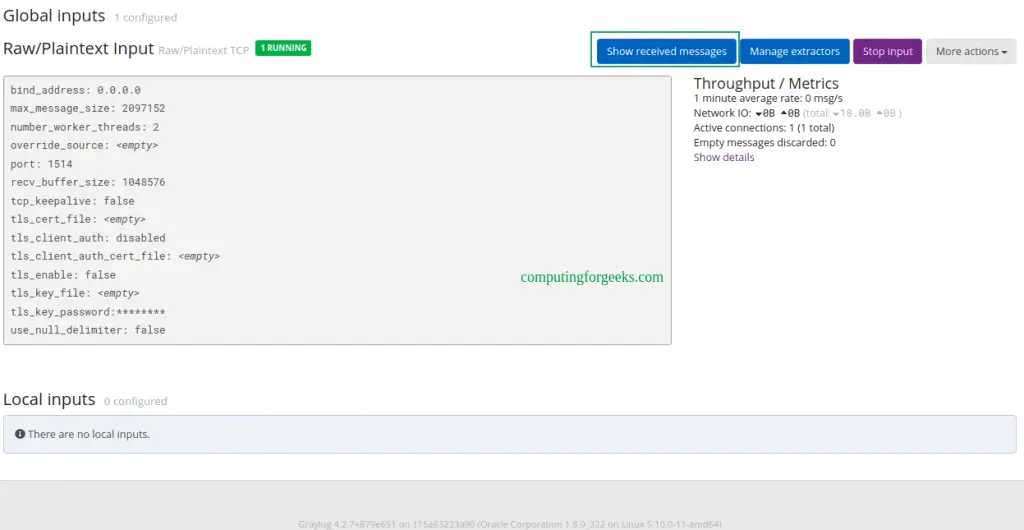 Global inputs 1 configured
Raw/Plaintext Input Raw/Plaintext TCP 1 RUNNING
Show received messages Manage extractors Stop input More actions
bind_address: 0.0.0.0
max_message_size: 2097152
number_worker_threads: 2
override_source: <empty>
port: 1514
recv_buffer_size: 1048576
tcp_keepalive: false
tls_cert_file: <empty>
tls_client_auth: disabled
tls_client_auth_cert_file: <empty>
tls_enable: false
tls_key_file: <empty>
tls_key_password:********
use_null_delimiter: false
computingforgeeks.com
Throughput / Metrics
1 minute average rate: 0 msg/s
Network IO: 0B 0B (total: 18.0B 0B )
Active connections: 1 (1 total)
Empty messages discarded: 0
Show details
Local inputs 0 configured
There are no local inputs.
Graylog 4.2.7+879e651 on 115a63223a90 (Oracle Corporation 1.8.0_322 on Linux 5.10.0-11-amd64)